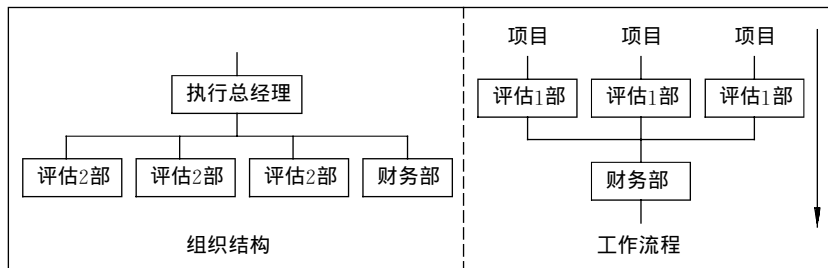 执行总经理
评估2部 评估2部 评估2部 财务部
组织结构
项目 项目 项目
评估1部 评估1部 评估1部
财务部
工作流程